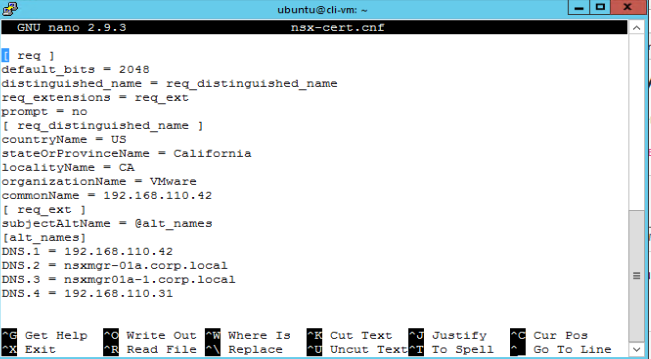 ubuntu@cli-vm: ~
GNU nano 2.9.3 nsx-cert.cnf
[ req ]
default_bits = 2048
distinguished_name = req_distinguished_name
req_extensions = req_ext
prompt = no
[ req_distinguished_name ]
countryName = US
stateOrProvinceName = California
localityName = CA
organizationName = VMware
commonName = 192.168.110.42
[ req_ext ]
subjectAltName = @alt_names
[alt_names]
DNS.1 = 192.168.110.42
DNS.2 = nsxmgr-01a.corp.local
DNS.3 = nsxmgr01a-1.corp.local
DNS.4 = 192.168.110.31
^G Get Help ^O Write Out ^W Where Is ^K Cut Text ^J Justify ^C Cur Pos
^X Exit ^R Read File ^\ Replace ^U Uncut Text ^T To Spell ^_ Go To Line